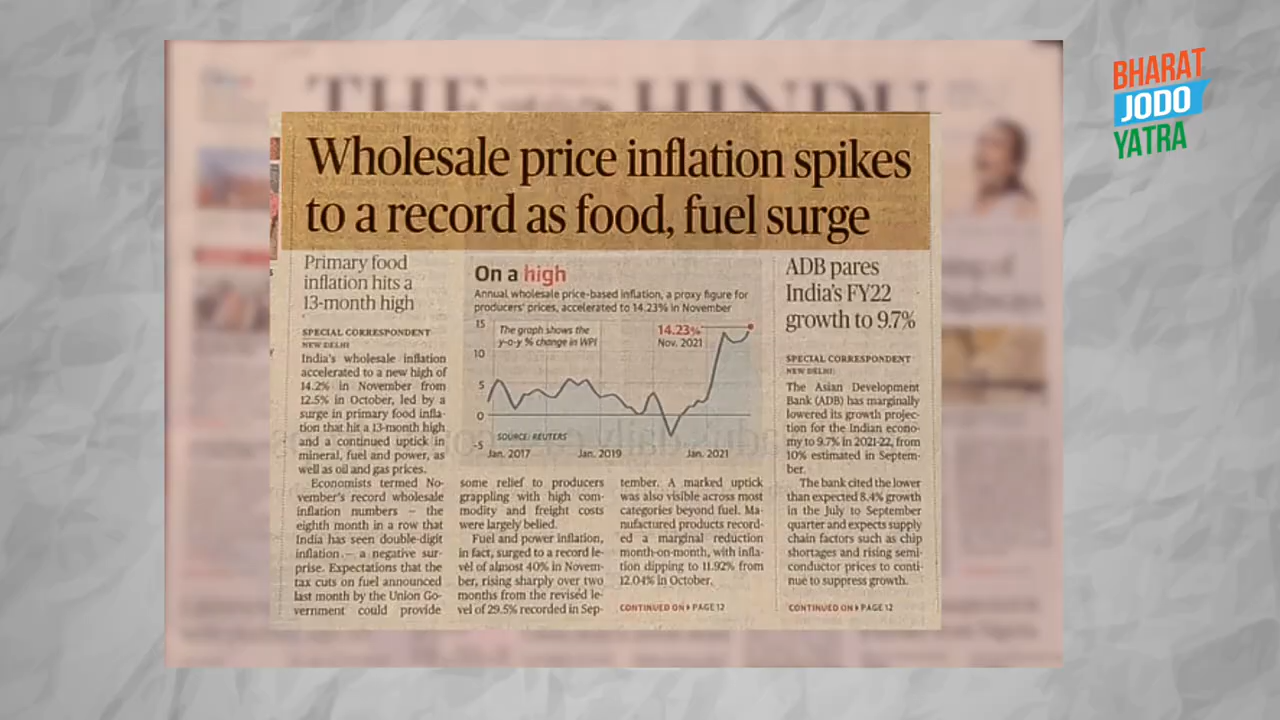 THE HINDU
BHARAT
JODO
YATRA
Wholesale price inflation spikes
to a record as food, fuel surge
Primary food
inflation hits a
13-month high
SPECIAL CORRESPONDENT
NEW DELHI
India's wholesale inflation
accelerated to a new high of
14.2% in November from
12.5% in October, led by a
surge in primary food infla-
tion that hit a 13-month high
and a continued uptick in
mineral, fuel and power, as
well as oil and gas prices.
Economists termed No-
vember's record wholesale
inflation numbers – the
eighth month in a row that
India has seen double-digit
inflation – a negative sur-
prise. Expectations that the
tax cuts on fuel announced
last month by the Union Go-
vernment could provide
On a high
Annual wholesale price-based inflation, a proxy figure for
producers' prices, accelerated to 14.23% in November
15
The graph shows the
y-o-y % change in WPI
14.23%
Nov. 2021
10
5
0
-5
SOURCE: REUTERS
Jan. 2017 Jan. 2019 Jan. 2021
some relief to producers
grappling with high com-
modity and freight costs
were largely belied.
Fuel and power inflation,
in fact, surged to a record le-
vel of almost 40% in Novem-
ber, rising sharply over two
months from the revised le-
vel of 29.5% recorded in Sep-
tember. A marked uptick
was also visible across most
categories beyond fuel. Ma-
nufactured products record-
ed a marginal reduction
month-on-month, with infla-
tion dipping to 11.92% from
12.04% in October.
CONTINUED ON PAGE 12
ADB pares
India's FY22
growth to 9.7%
SPECIAL CORRESPONDENT
NEW DELHI
The Asian Development
Bank (ADB) has marginally
lowered its growth projec-
tion for the Indian econo-
my to 9.7% in 2021-22, from
10% estimated in Septem-
ber.
The bank cited the lower
than expected 8.4% growth
in the July to September
quarter and expects supply
chain factors such as chip
shortages and rising semi-
conductor prices to conti-
nue to suppress growth.
CONTINUED ON PAGE 12